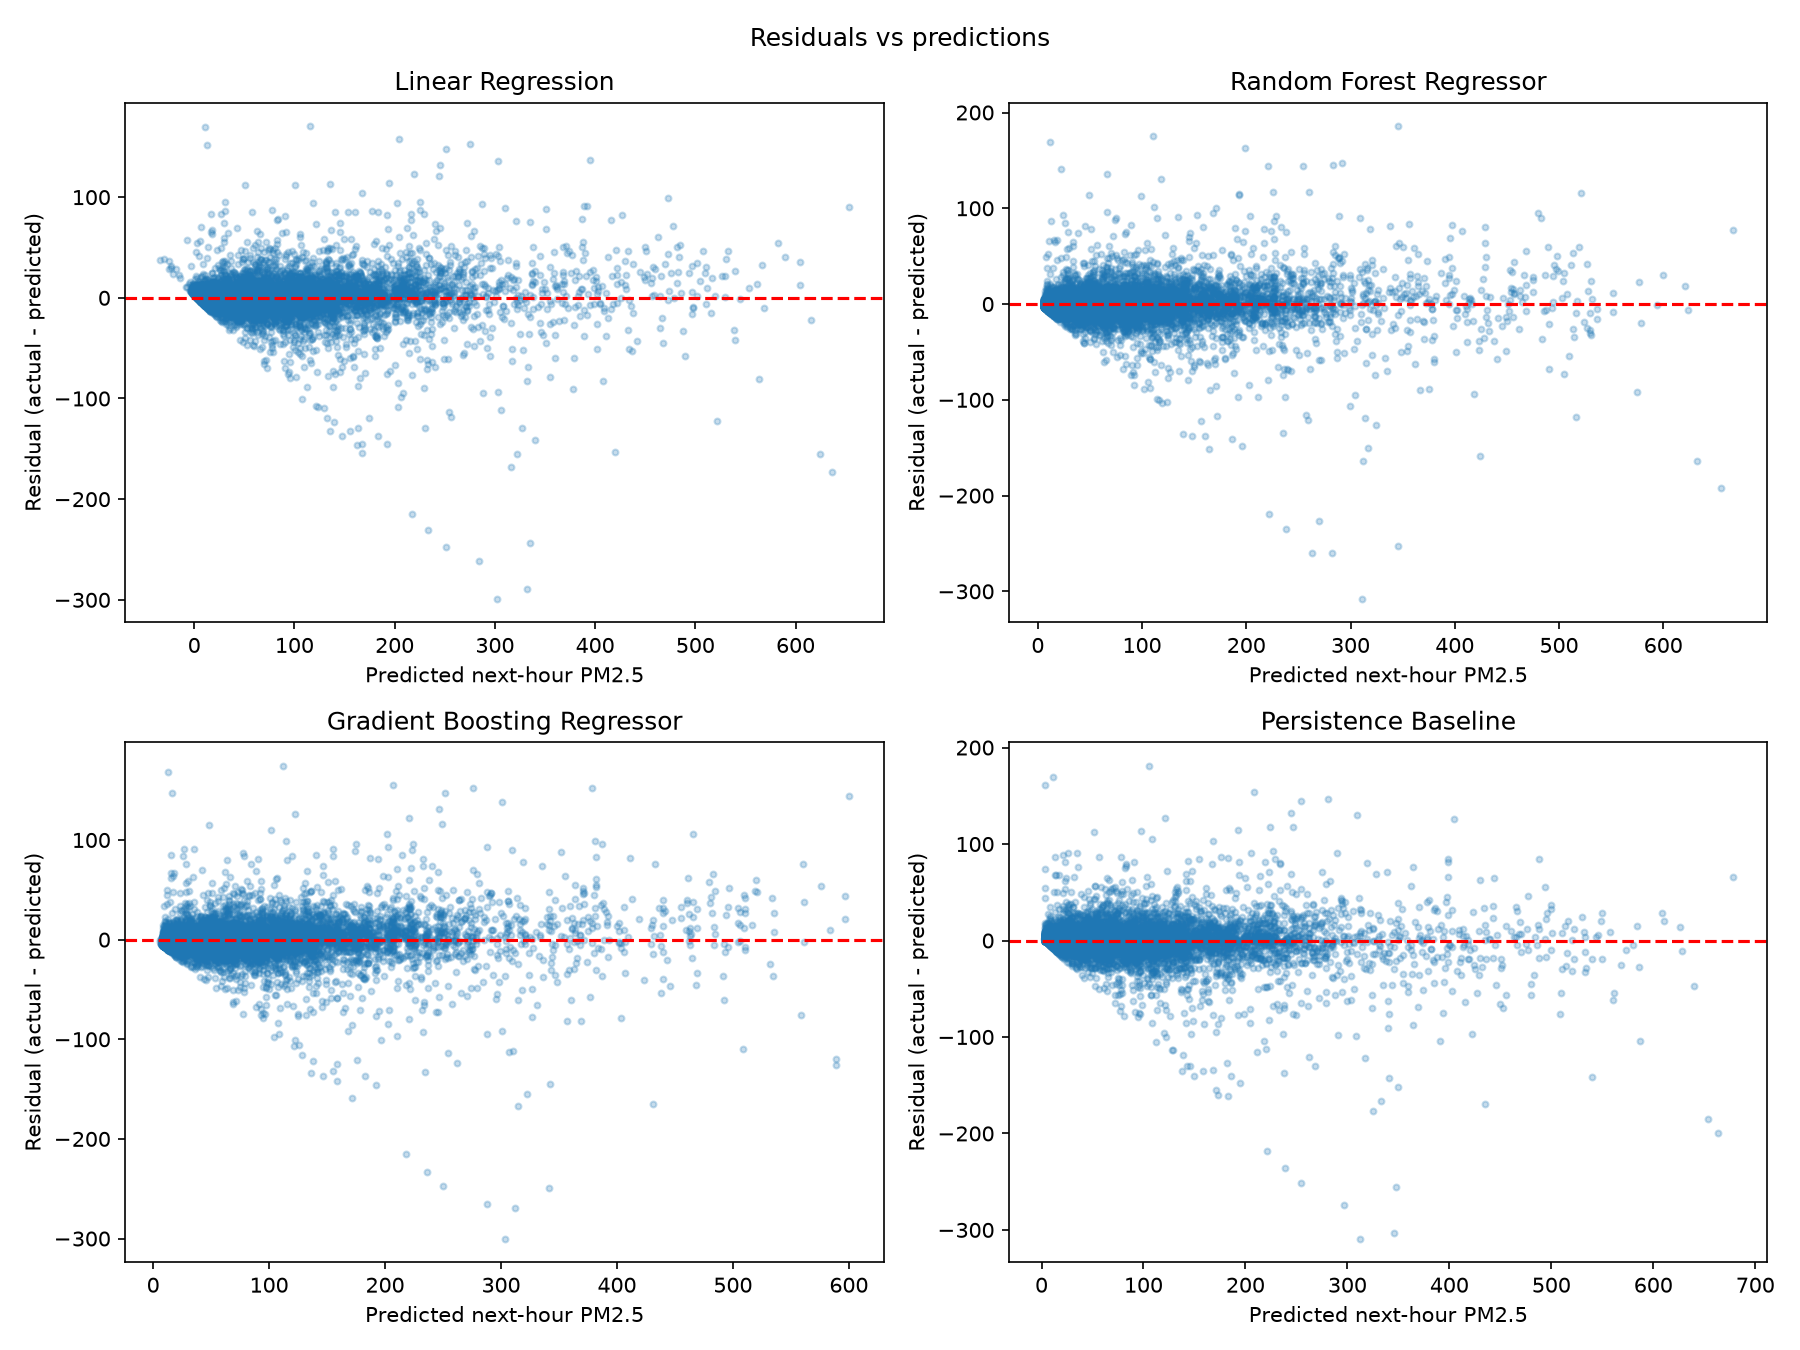 Residuals vs predictions
Linear Regression
Residual (actual - predicted)
100
0
−100
−200
−300
0 100 200 300 400 500 600
Predicted next-hour PM2.5
Random Forest Regressor
Residual (actual - predicted)
200
100
0
−100
−200
−300
0 100 200 300 400 500 600
Predicted next-hour PM2.5
Gradient Boosting Regressor
Residual (actual - predicted)
100
0
−100
−200
−300
0 100 200 300 400 500 600
Predicted next-hour PM2.5
Persistence Baseline
Residual (actual - predicted)
200
100
0
−100
−200
−300
0 100 200 300 400 500 600 700
Predicted next-hour PM2.5